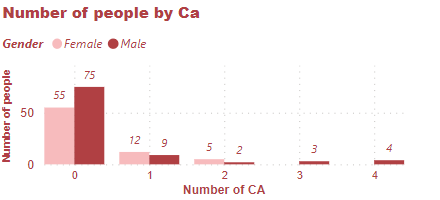 Number of people by Ca
Gender Female Male
Number of people
50
0
55 75
12 9
5 2
3
4
0 1 2 3 4
Number of CA